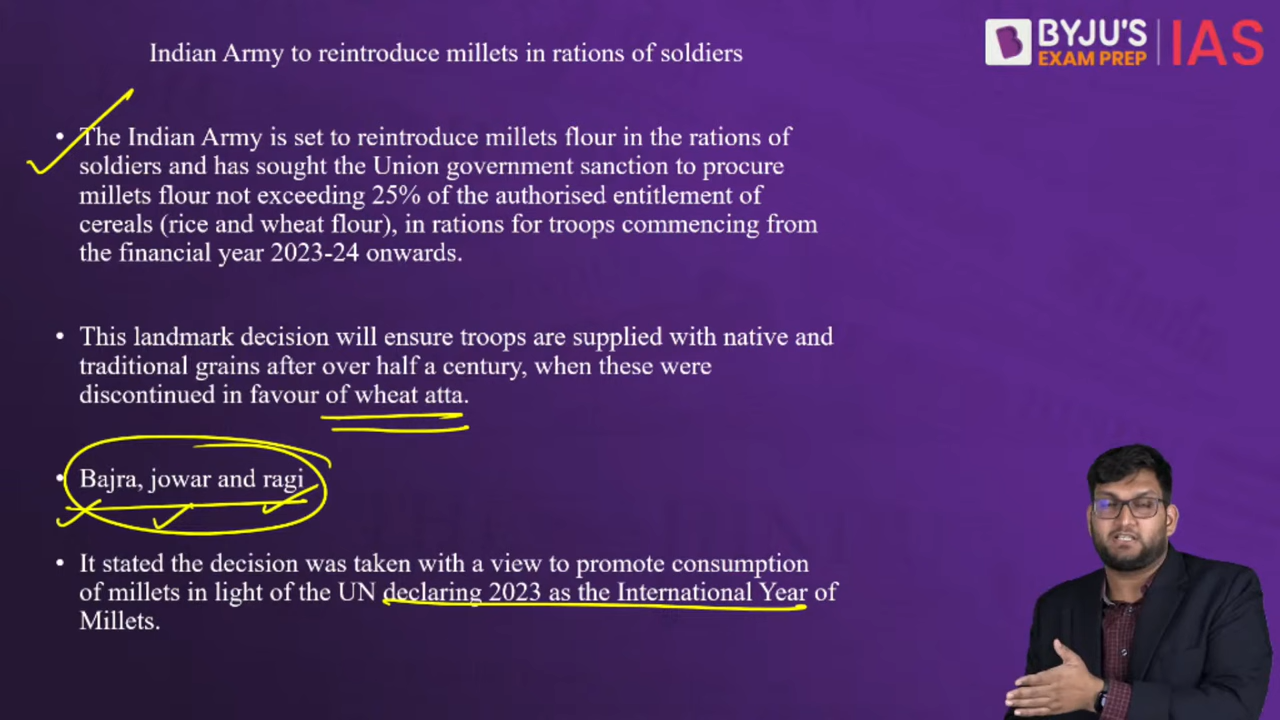 Indian Army to reintroduce millets in rations of soldiers
BYJU'S
EXAM PREP
IAS
• The Indian Army is set to reintroduce millets flour in the rations of
soldiers and has sought the Union government sanction to procure
millets flour not exceeding 25% of the authorised entitlement of
cereals (rice and wheat flour), in rations for troops commencing from
the financial year 2023-24 onwards.
• This landmark decision will ensure troops are supplied with native and
traditional grains after over half a century, when these were
discontinued in favour of wheat atta.
• Bajra, jowar and ragi
• It stated the decision was taken with a view to promote consumption
of millets in light of the UN declaring 2023 as the International Year of
Millets.